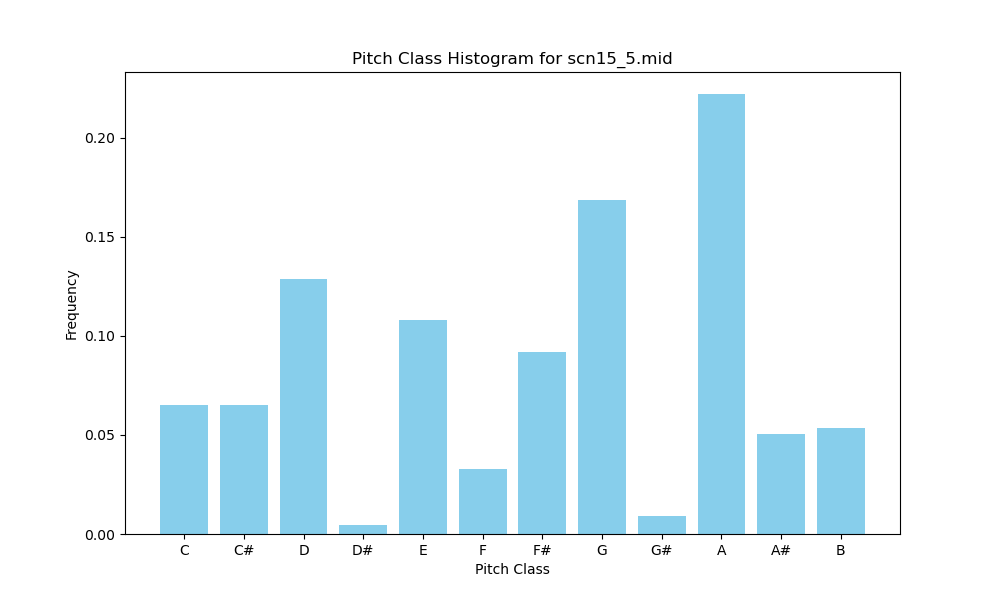 Pitch Class Histogram for scn15_5.mid
0.20
0.15
0.10
0.05
0.00
Frequency
C C# D D# E F F# G G# A A# B
Pitch Class